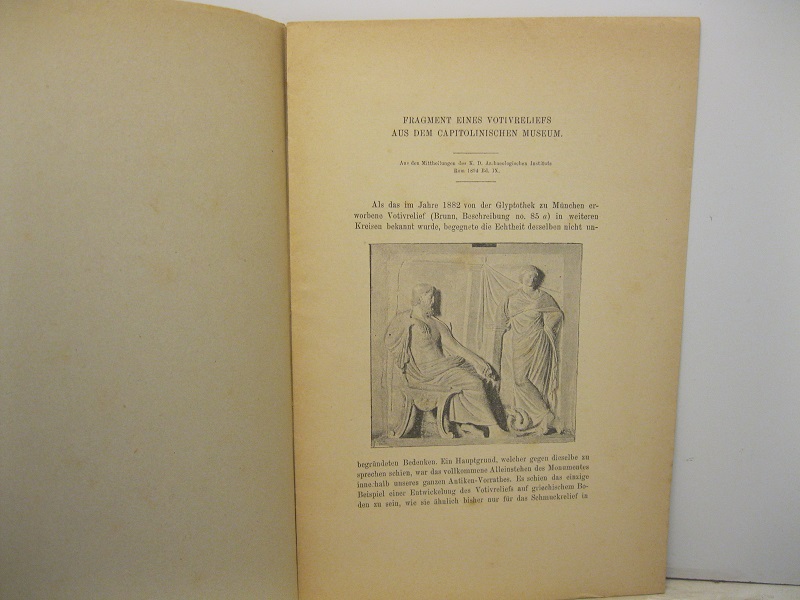 FRAGMENT EINES VOTIVRELIEFS
AUS DEM CAPITOLINISCHEN MUSEUM.
Aus den Mittheilungen des K. D. Archaeologischen Instituts
Rom 1894 Bd. IX.
Als das im Jahre 1882 von der Glyptothek zu München er-
worbene Votivrelief (Brunn, Beschreibung no. 85 a) in weiteren
Kreisen bekannt wurde, begegnete die Echtheit desselben nicht un-
begründeten Bedenken. Ein Hauptgrund, welcher gegen dieselbe zu
sprechen schien, war das vollkommene Alleinstehen des Monumentes
innerhalb unseres ganzen Antiken-Vorrathes. Es schien das einzige
Beispiel einer Entwickelung des Votivreliefs auf griechischem Bo-
den zu sein, wie sie ähnlich bisher nur für das Schmuckrelief in